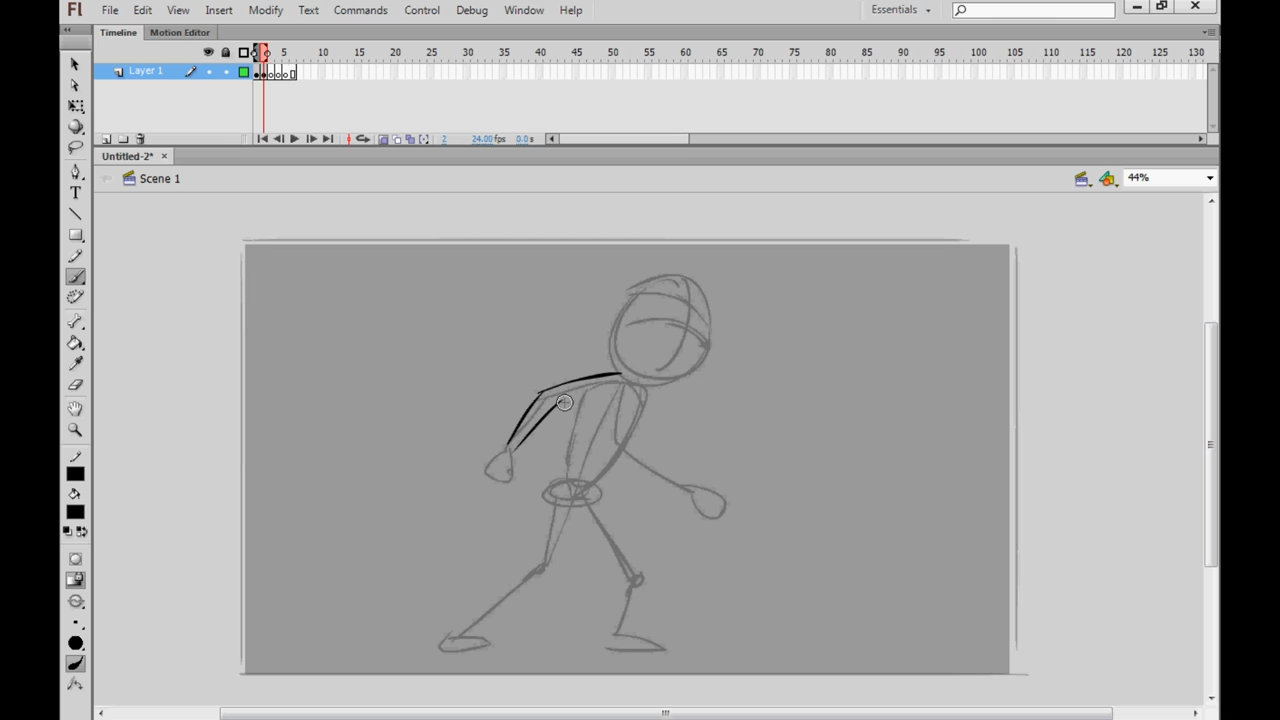 Fl File Edit View Insert Modify Text Commands Control Debug Window Help Essentials
Timeline Motion Editor
5 10 15 20 25 30 35 40 45 50 55 60 65 70 75 80 85 90 95 100 105 110 115 120 125 130
Layer 1
2 24.00 fps 0.0 s
Untitled-2* ×
Scene 1 44%
T